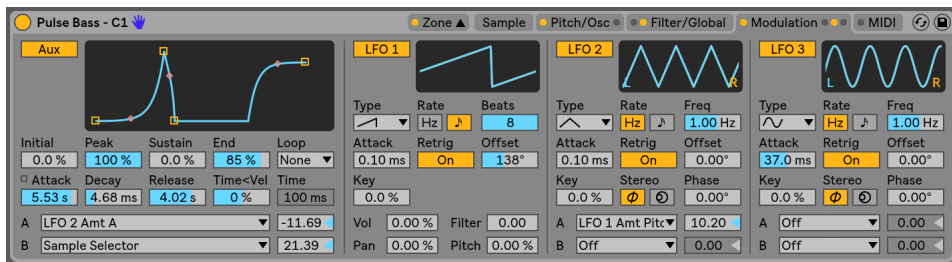 Pulse Bass - C1 Zone Sample Pitch/Osc Filter/Global Modulation MIDI
Aux LFO 1 LFO 2 LFO 3
L R L R
Type Rate Beats Type Rate Freq Type Rate Freq
Hz 8 Hz 1.00 Hz Hz 1.00 Hz
Initial Peak Sustain End Loop Attack Retrig Offset Attack Retrig Offset Attack Retrig Offset
0.0 % 100 % 0.0 % 85 % None 0.10 ms On 138° 0.10 ms On 0.00° 37.0 ms On 0.00°
Attack Decay Release Time<Vel Time Key Key Stereo Phase Key Stereo Phase
5.53 s 4.68 ms 4.02 s 0 % 100 ms 0.0 % 0.0 % 0.00° 0.0 % 0.00°
A LFO 2 Amt A -11.69 Vol 0.00 % Filter 0.00 A LFO 1 Amt Pitc 10.20 A Off 0.00
B Sample Selector 21.39 Pan 0.00 % Pitch 0.00 % B Off 0.00 B Off 0.00